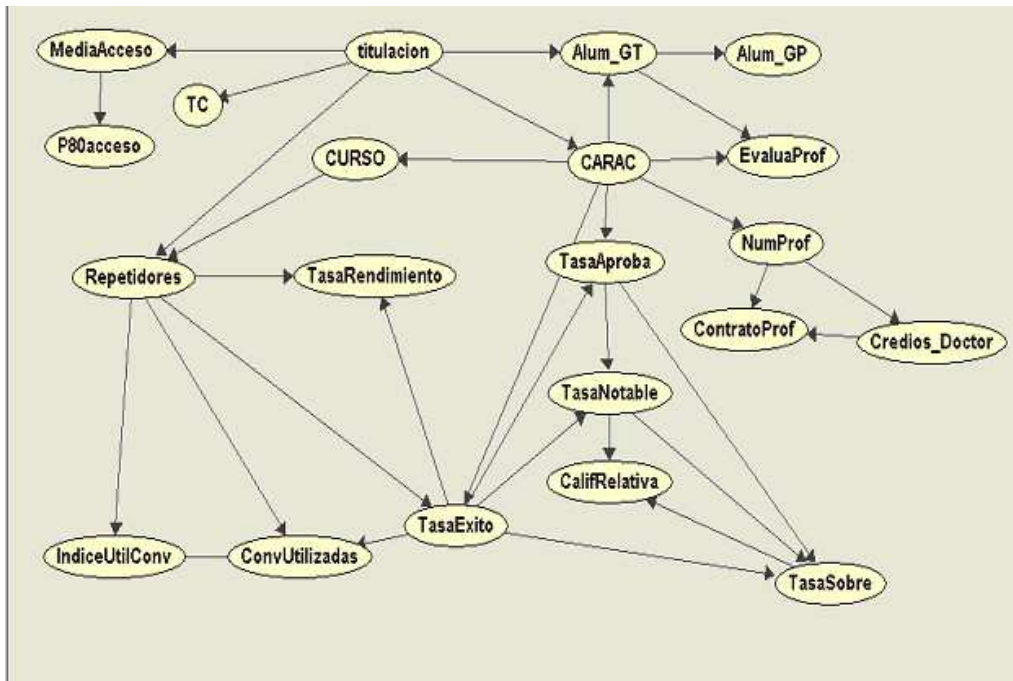 MediaAcceso
titulacion
Alum_GT
Alum_GP
TC
P80acceso
CURSO
CARAC
EvaluaProf
NumProf
Repetidores
TasaRendimiento
TasaAproba
ContratoProf
Credios_Doctor
TasaNotable
CalifRelativa
TasaExito
IndiceUtilConv
ConvUtilizadas
TasaSobre